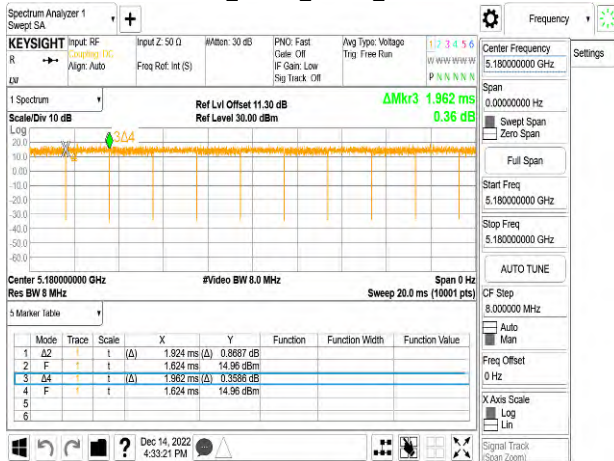 Spectrum Analyzer 1
Swept SA
Frequency
KEYSIGHT Input: RF Input Z: 50 Ω #Atten: 30 dB PNO: Fast Avg Type: Voltage 1 2 3 4 5 6
R Coupling: DC Gate: Off Trig: Free Run
Align: Auto Freq Ref: Int (S) IF Gain: Low W WW WW W
Sig Track: Off P N N N N N
1 Spectrum
Ref Lvl Offset 11.30 dB ΔMkr3 1.962 ms
Scale/Div 10 dB Ref Level 30.00 dBm 0.36 dB
Log
3Δ4
20.0
10.0
0.00
-10.0
-20.0
-30.0
-40.0
-50.0
-60.0
Center 5.180000000 GHz #Video BW 8.0 MHz Span 0 Hz
Res BW 8 MHz Sweep 20.0 ms (10001 pts)
5 Marker Table
Mode Trace Scale X Y Function Function Width Function Value
1 Δ2 1 t (Δ) 1.924 ms (Δ) 0.8687 dB
2 F 1 t 1.624 ms 14.96 dBm
3 Δ4 1 t (Δ) 1.962 ms (Δ) 0.3586 dB
4 F 1 t 1.624 ms 14.96 dBm
5
6
? Dec 14, 2022
4:33:21 PM
Center Frequency
5.180000000 GHz
Settings
Span
0.00000000 Hz
Swept Span
Zero Span
Full Span
Start Freq
5.180000000 GHz
Stop Freq
5.180000000 GHz
AUTO TUNE
CF Step
8.000000 MHz
Auto
Man
Freq Offset
0 Hz
X Axis Scale
Log
Lin
Signal Track
(Span Zoom)